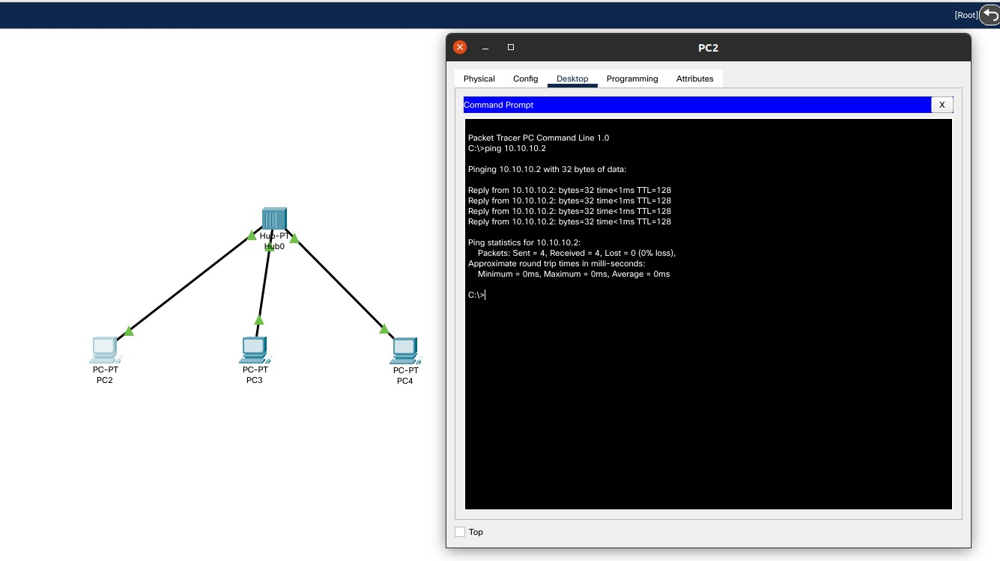 [Root]
PC2
Physical Config Desktop Programming Attributes
Command Prompt X
Packet Tracer PC Command Line 1.0
C:\>ping 10.10.10.2
Pinging 10.10.10.2 with 32 bytes of data:
Reply from 10.10.10.2: bytes=32 time<1ms TTL=128
Reply from 10.10.10.2: bytes=32 time<1ms TTL=128
Reply from 10.10.10.2: bytes=32 time<1ms TTL=128
Reply from 10.10.10.2: bytes=32 time<1ms TTL=128
Ping statistics for 10.10.10.2:
Packets: Sent = 4, Received = 4, Lost = 0 (0% loss),
Approximate round trip times in milli-seconds:
Minimum = 0ms, Maximum = 0ms, Average = 0ms
C:\>
Top
Hub-PT
Hub0
PC-PT
PC2
PC-PT
PC3
PC-PT
PC4